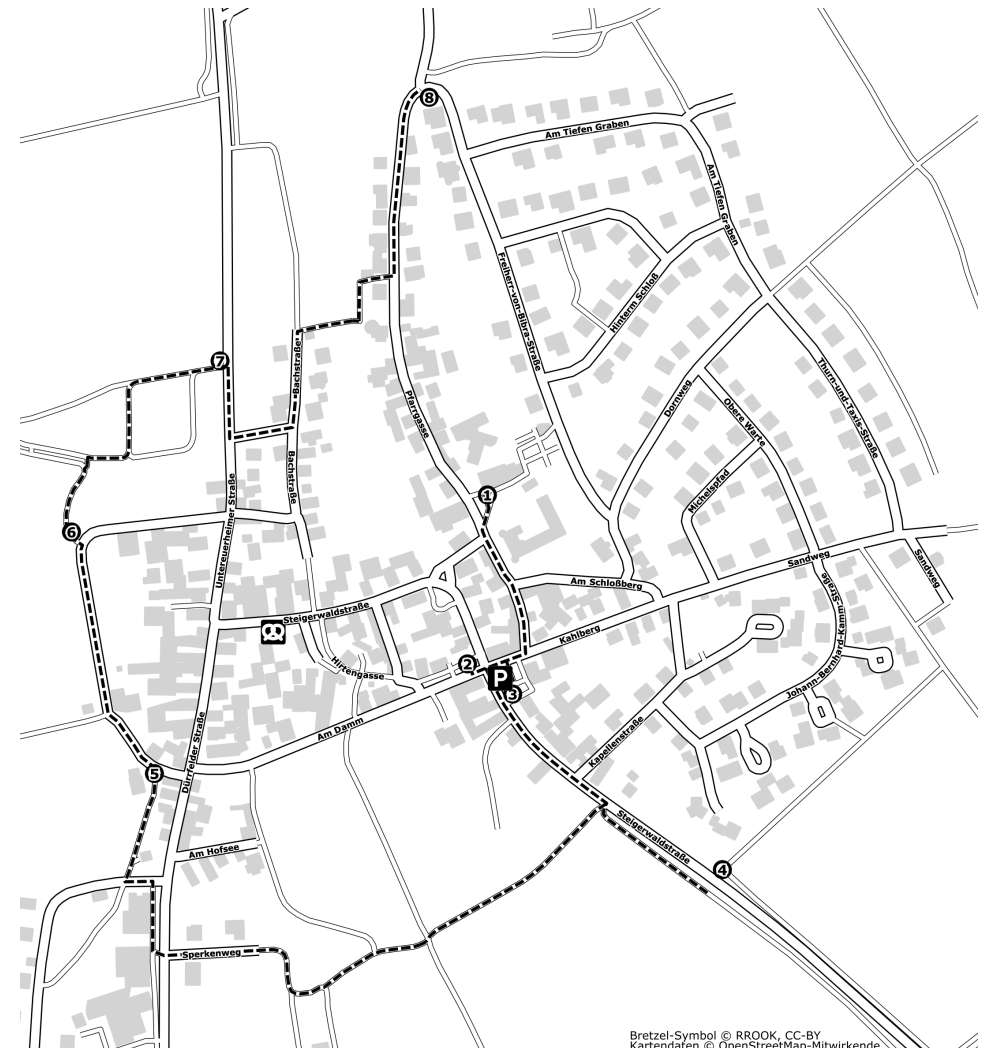 8
Am Tiefen Graben
Am Tiefen Graben
Freiherr-von-Bibra-Straße
Hinterm Schloß
7
Bachstraße
Pfarrgasse
Dornweg
Obere Warte
Thurn-und-Taxis-Straße
Bachstraße
Michelspfad
1
Untereuerheimer Straße
6
Sandweg
Sandweg
Am Schloßberg
Steigerwaldstraße
Kahlberg
Johann-Bernhard-Kamm-Straße
Hirtengasse
2
P
3
Am Damm
Kapellenstraße
Dürrfelder Straße
5
Steigerwaldstraße
Am Hofsee
4
Sperkenweg
Bretzel-Symbol © RROOK, CC-BY
Kartendaten © OpenStreetMap-Mitwirkende